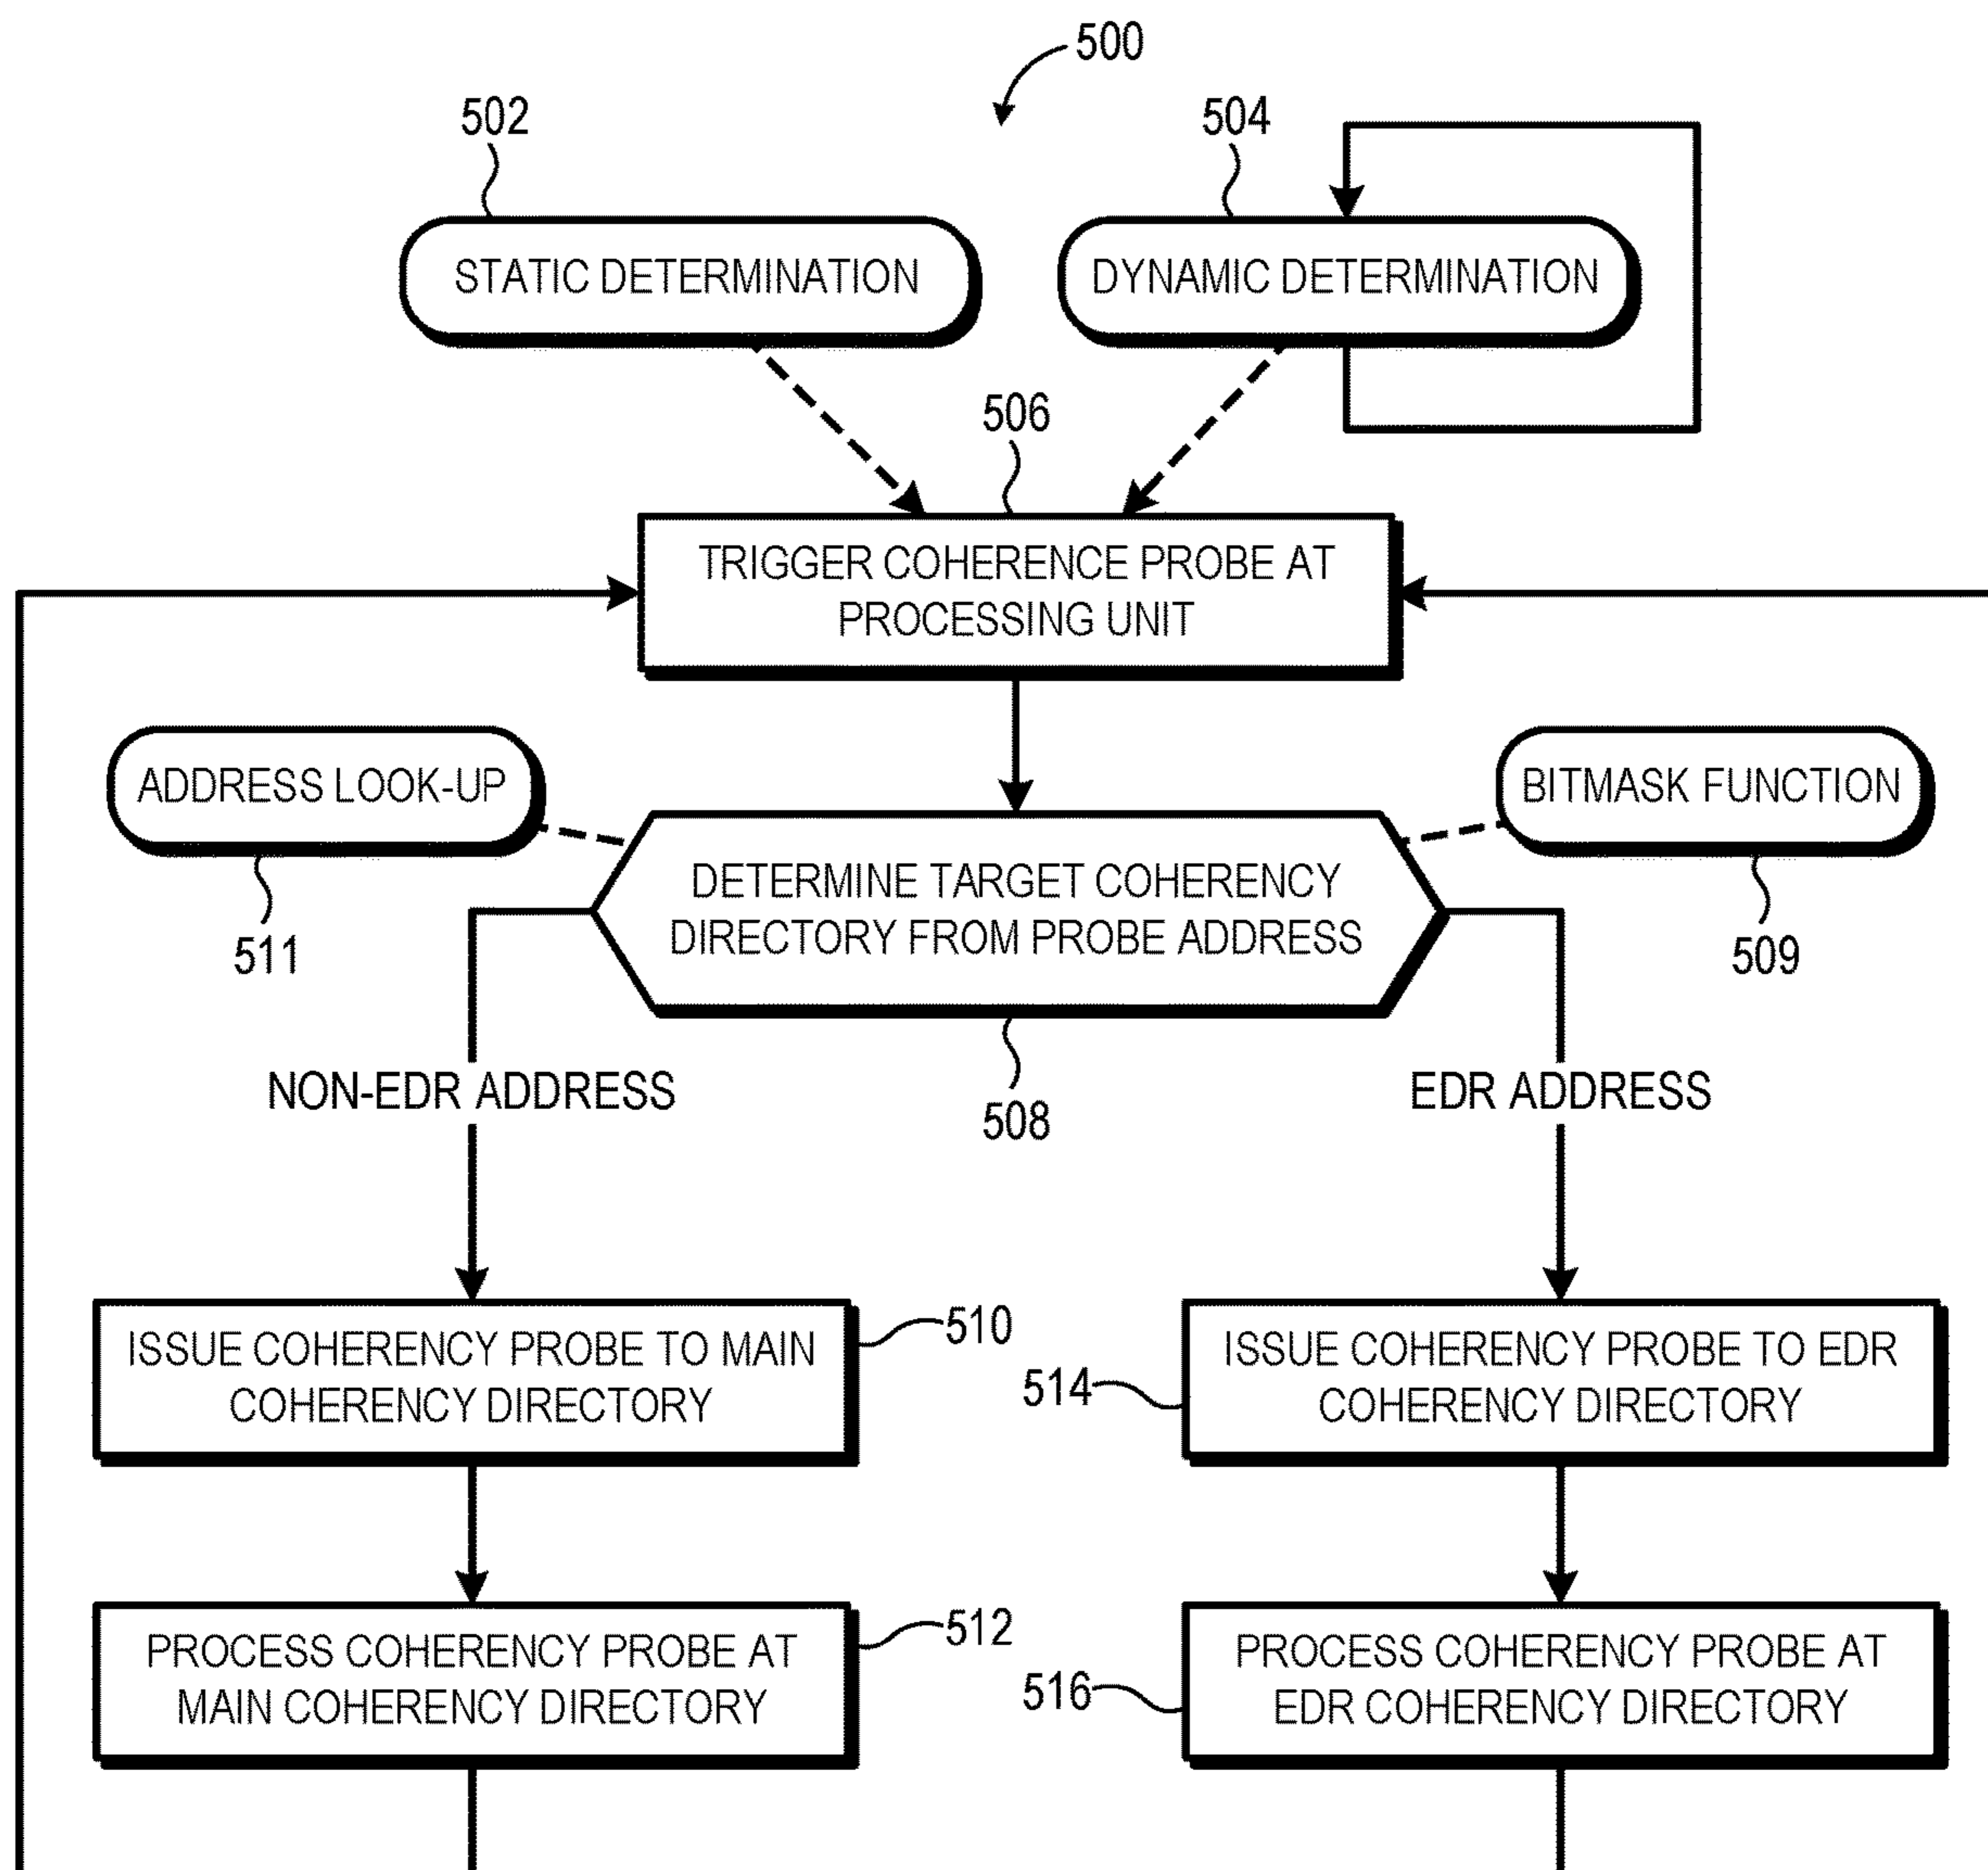 500
502
504
STATIC DETERMINATION
DYNAMIC DETERMINATION
506
TRIGGER COHERENCE PROBE AT
PROCESSING UNIT
ADDRESS LOOK-UP
BITMASK FUNCTION
DETERMINE TARGET COHERENCY
DIRECTORY FROM PROBE ADDRESS
511
509
NON-EDR ADDRESS
EDR ADDRESS
508
ISSUE COHERENCY PROBE TO MAIN
COHERENCY DIRECTORY
510
ISSUE COHERENCY PROBE TO EDR
COHERENCY DIRECTORY
514
PROCESS COHERENCY PROBE AT
MAIN COHERENCY DIRECTORY
512
PROCESS COHERENCY PROBE AT
EDR COHERENCY DIRECTORY
516